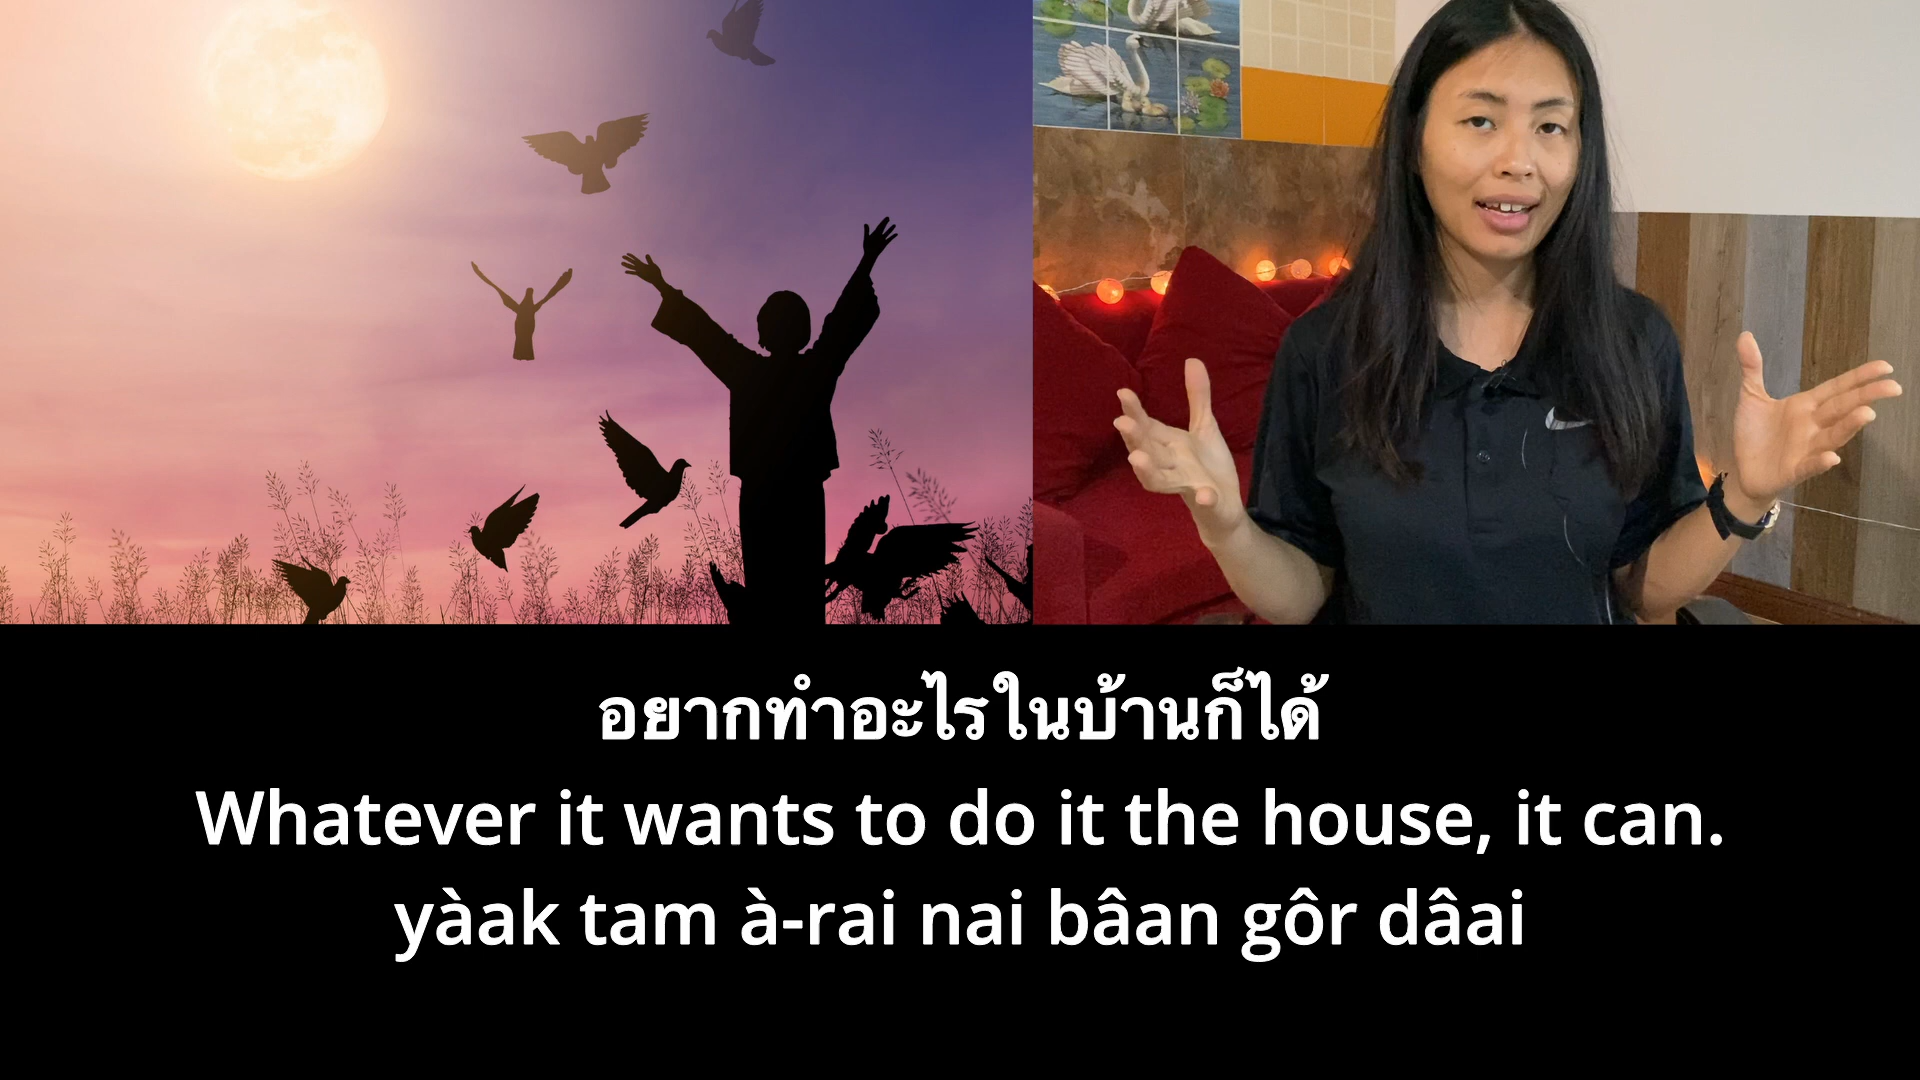 อยากทำอะไรในบ้านก็ได้
Whatever it wants to do it the house, it can.
yàak tam à-rai nai bâan gôr dâai